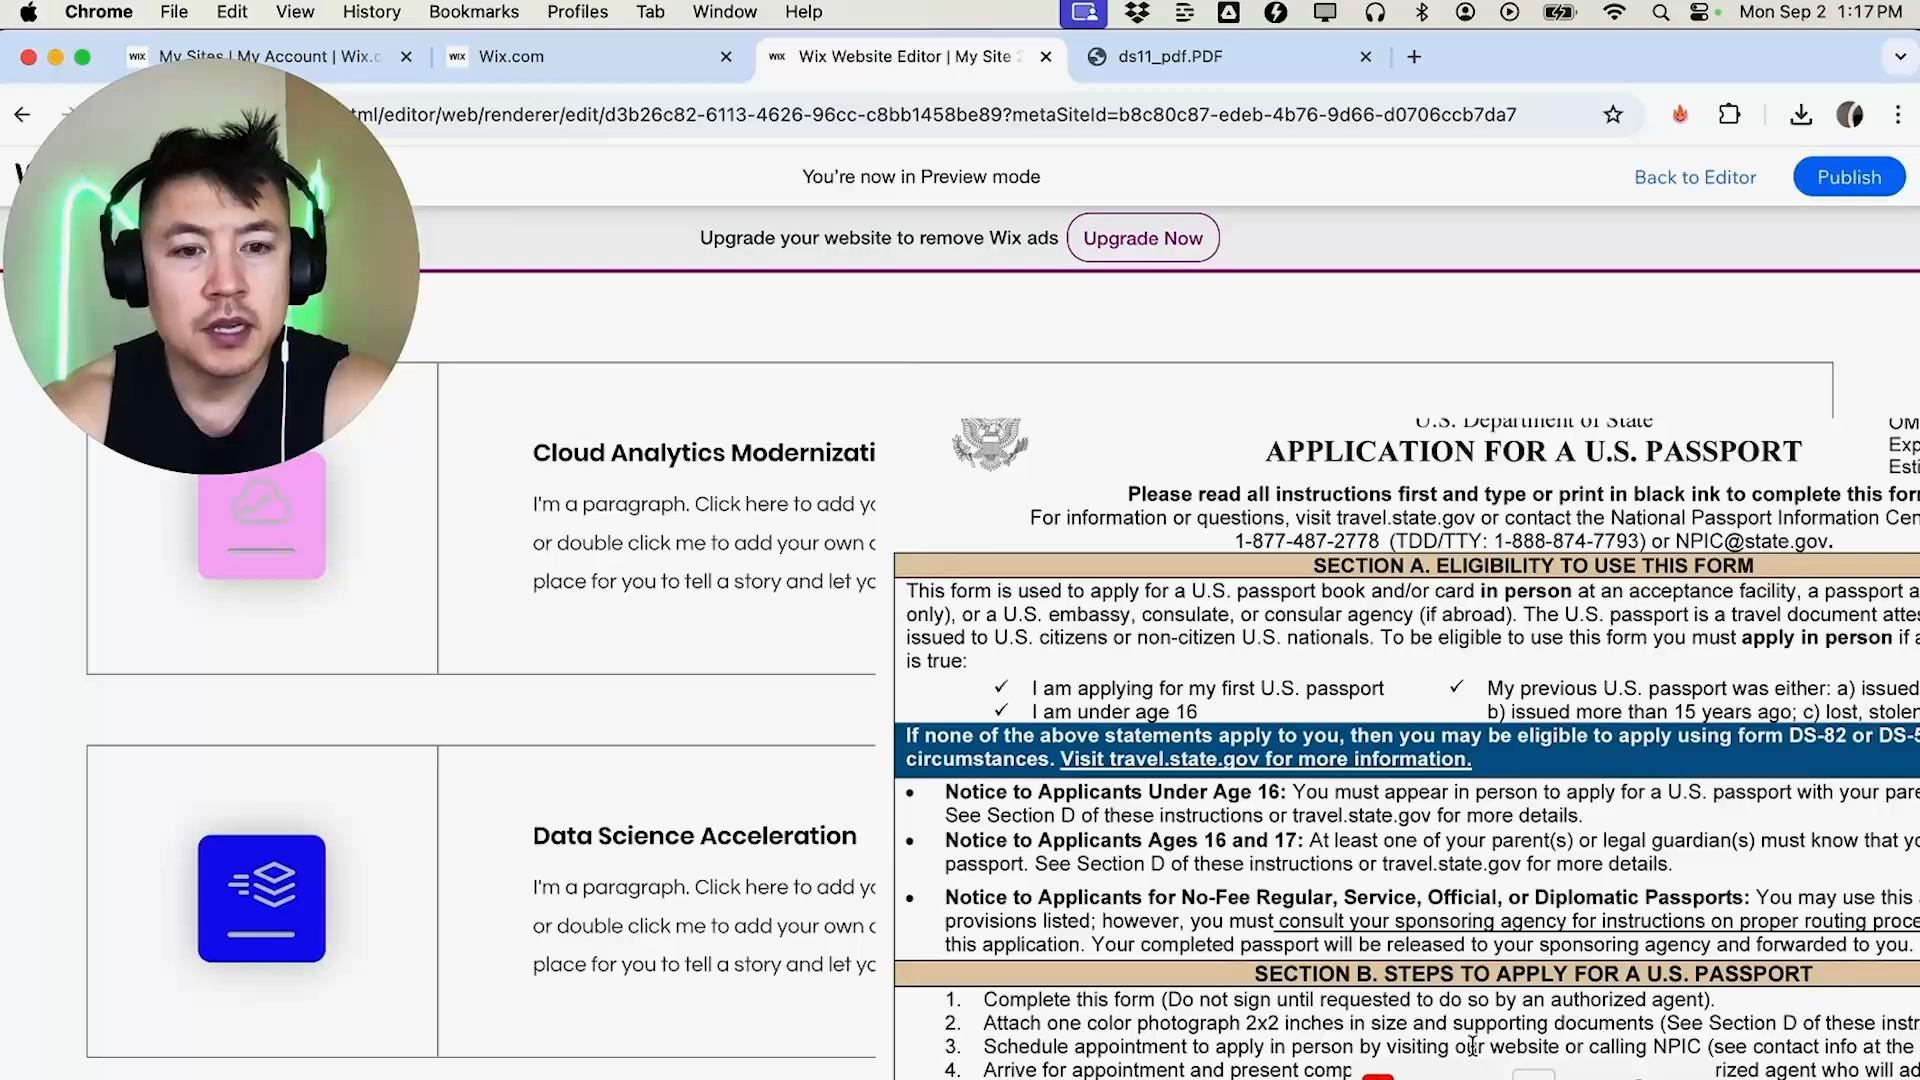 Chrome File Edit View History Bookmarks Profiles Tab Window Help Mon Sep 2 1:17 PM
WIX My Sites | My Account | Wix.c WIX Wix.com WIX Wix Website Editor | My Site ds11_pdf.PDF
html/editor/web/renderer/edit/d3b26c82-6113-4626-96cc-c8bb1458be89?metaSiteId=b8c80c87-edeb-4b76-9d66-d0706ccb7da7
You're now in Preview mode Back to Editor Publish
Upgrade your website to remove Wix ads Upgrade Now
Cloud Analytics Modernizati
I'm a paragraph. Click here to add yo
or double click me to add your own c
place for you to tell a story and let yo
Data Science Acceleration
I'm a paragraph. Click here to add yo
or double click me to add your own c
place for you to tell a story and let yo
U.S. Department of State OM
APPLICATION FOR A U.S. PASSPORT Exp
Esti
Please read all instructions first and type or print in black ink to complete this for
For information or questions, visit travel.state.gov or contact the National Passport Information Cen
1-877-487-2778 (TDD/TTY: 1-888-874-7793) or NPIC@state.gov.
SECTION A. ELIGIBILITY TO USE THIS FORM
This form is used to apply for a U.S. passport book and/or card in person at an acceptance facility, a passport a
only), or a U.S. embassy, consulate, or consular agency (if abroad). The U.S. passport is a travel document attes
issued to U.S. citizens or non-citizen U.S. nationals. To be eligible to use this form you must apply in person if a
is true:
✓ I am applying for my first U.S. passport ✓ My previous U.S. passport was either: a) issued
✓ I am under age 16 b) issued more than 15 years ago; c) lost, stolen
If none of the above statements apply to you, then you may be eligible to apply using form DS-82 or DS-5
circumstances. Visit travel.state.gov for more information.
• Notice to Applicants Under Age 16: You must appear in person to apply for a U.S. passport with your pare
See Section D of these instructions or travel.state.gov for more details.
• Notice to Applicants Ages 16 and 17: At least one of your parent(s) or legal guardian(s) must know that yo
passport. See Section D of these instructions or travel.state.gov for more details.
• Notice to Applicants for No-Fee Regular, Service, Official, or Diplomatic Passports: You may use this
provisions listed; however, you must consult your sponsoring agency for instructions on proper routing proce
this application. Your completed passport will be released to your sponsoring agency and forwarded to you.
SECTION B. STEPS TO APPLY FOR A U.S. PASSPORT
1. Complete this form (Do not sign until requested to do so by an authorized agent).
2. Attach one color photograph 2x2 inches in size and supporting documents (See Section D of these instr
3. Schedule appointment to apply in person by visiting our website or calling NPIC (see contact info at the
4. Arrive for appointment and present comp rized agent who will ad